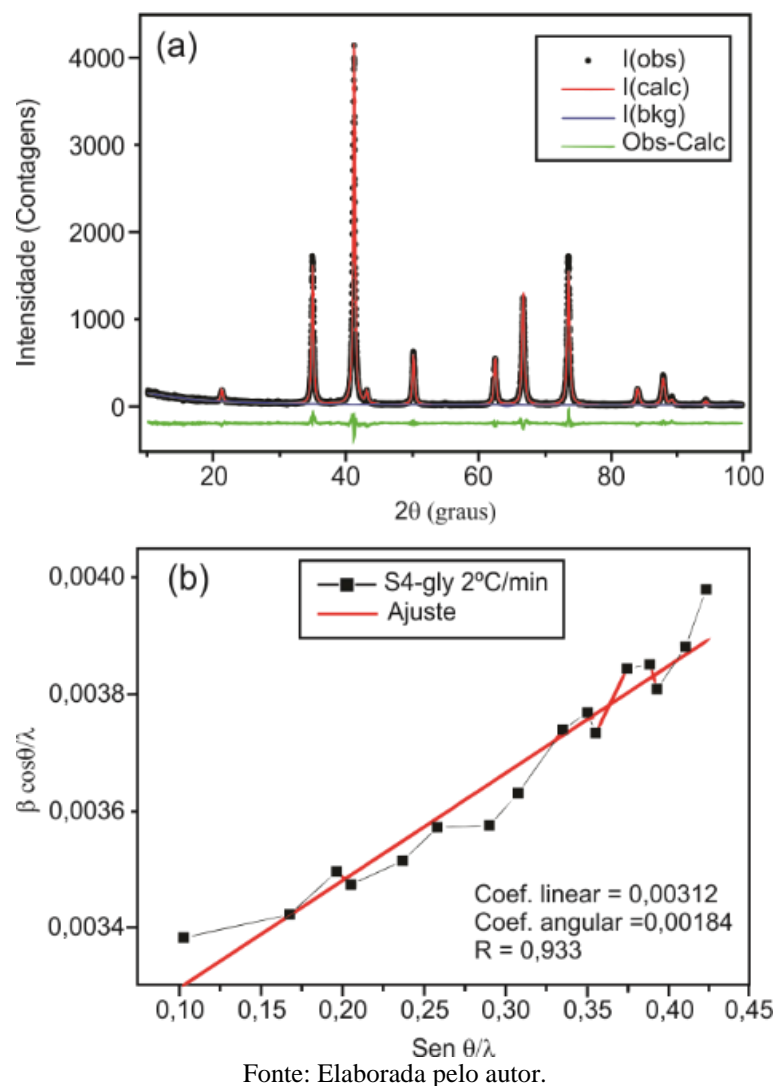 (a)
I(obs)
I(calc)
I(bkg)
Obs-Calc
Intensidade (Contagens)
4000
3000
2000
1000
0
20
40
60
80
100
2θ (graus)
(b)
S4-gly 2ºC/min
Ajuste
β cosθ/λ
0,0040
0,0038
0,0036
0,0034
Coef. linear = 0,00312
Coef. angular =0,00184
R = 0,933
0,10
0,15
0,20
0,25
0,30
0,35
0,40
0,45
Sen θ/λ
Fonte: Elaborada pelo autor.